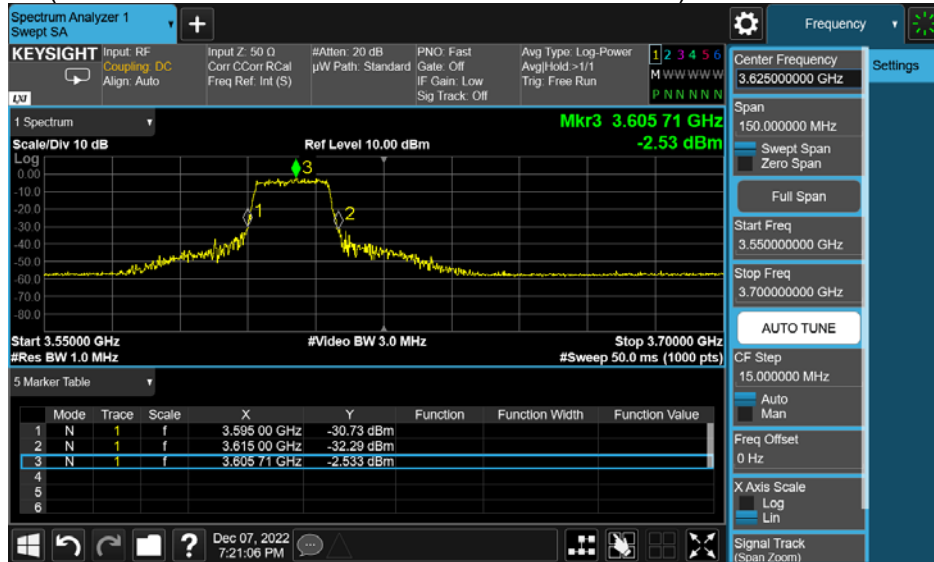 Spectrum Analyzer 1
Swept SA
+
Frequency
KEYSIGHT
LXI
Input: RF
Coupling: DC
Align: Auto
Input Z: 50 Ω
Corr CCorr RCal
Freq Ref: Int (S)
#Atten: 20 dB
µW Path: Standard
PNO: Fast
Gate: Off
IF Gain: Low
Sig Track: Off
Avg Type: Log-Power
Avg|Hold:>1/1
Trig: Free Run
1 2 3 4 5 6
M W W W W W
P N N N N N
Center Frequency
3.625000000 GHz
Settings
1 Spectrum
Mkr3 3.605 71 GHz
-2.53 dBm
Scale/Div 10 dB
Ref Level 10.00 dBm
Log
0.00
-10.0
-20.0
-30.0
-40.0
-50.0
-60.0
-70.0
-80.0
3
1
2
Start 3.55000 GHz
#Video BW 3.0 MHz
Stop 3.70000 GHz
#Res BW 1.0 MHz
#Sweep 50.0 ms (1000 pts)
Span
150.000000 MHz
Swept Span
Zero Span
Full Span
Start Freq
3.550000000 GHz
Stop Freq
3.700000000 GHz
AUTO TUNE
CF Step
15.000000 MHz
Auto
Man
Freq Offset
0 Hz
X Axis Scale
Log
Lin
Signal Track
(Span Zoom)
5 Marker Table
Mode Trace Scale X Y Function Function Width Function Value
1 N 1 f 3.595 00 GHz -30.73 dBm
2 N 1 f 3.615 00 GHz -32.29 dBm
3 N 1 f 3.605 71 GHz -2.533 dBm
4
5
6
?
Dec 07, 2022
7:21:06 PM